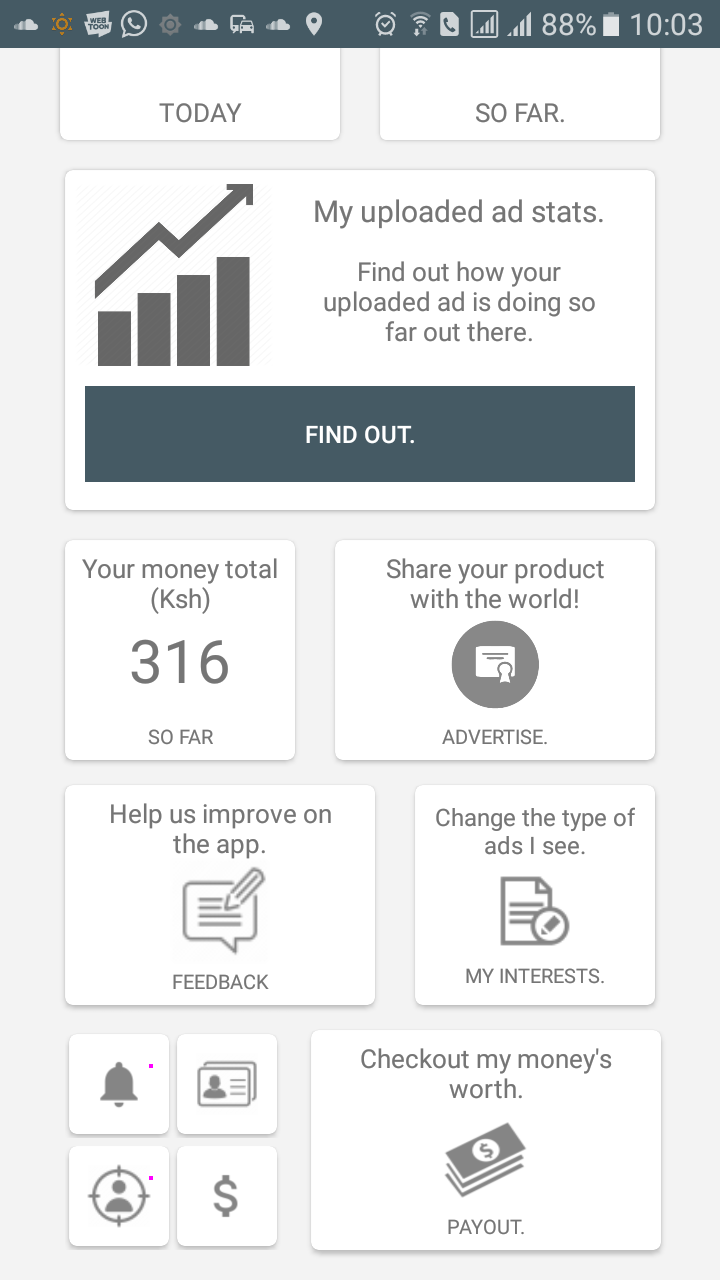 WEB
TOON
88% 10:03
TODAY
SO FAR.
My uploaded ad stats.
Find out how your
uploaded ad is doing so
far out there.
FIND OUT.
Your money total
(Ksh)
316
SO FAR
Share your product
with the world!
ADVERTISE.
Help us improve on
the app.
FEEDBACK
Change the type of
ads I see.
MY INTERESTS.
Checkout my money's
worth.
PAYOUT.
$